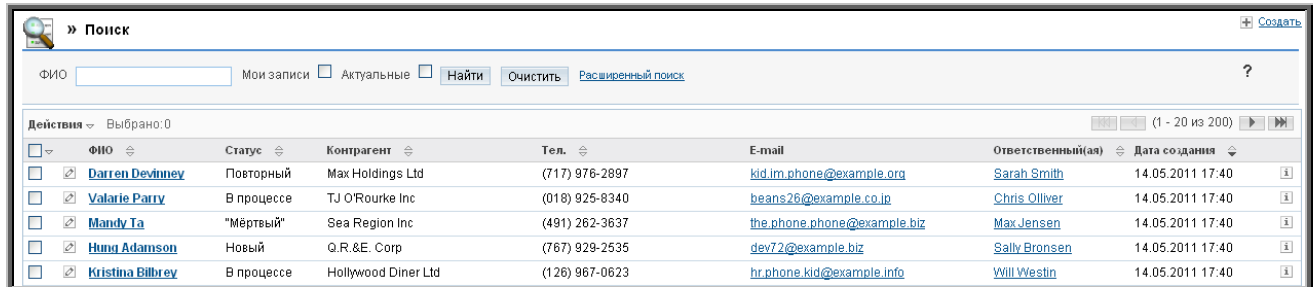 » Поиск
Создать
ФИО Мои записи Актуальные Найти Очистить Расширенный поиск ?
Действия Выбрано:0 (1 - 20 из 200)
ФИО Статус Контрагент Тел. E-mail Ответственный(ая) Дата создания
Darren Devinney Повторный Max Holdings Ltd (717) 976-2897 kid.im.phone@example.org Sarah Smith 14.05.2011 17:40
Valarie Parry В процессе TJ O'Rourke Inc (018) 925-8340 beans26@example.co.jp Chris Olliver 14.05.2011 17:40
Mandy Ta "Мёртвый" Sea Region Inc (491) 262-3637 the.phone.phone@example.biz Max Jensen 14.05.2011 17:40
Hung Adamson Новый Q.R.&E. Corp (767) 929-2535 dev72@example.biz Sally Bronsen 14.05.2011 17:40
Kristina Bilbrey В процессе Hollywood Diner Ltd (126) 967-0623 hr.phone.kid@example.info Will Westin 14.05.2011 17:40